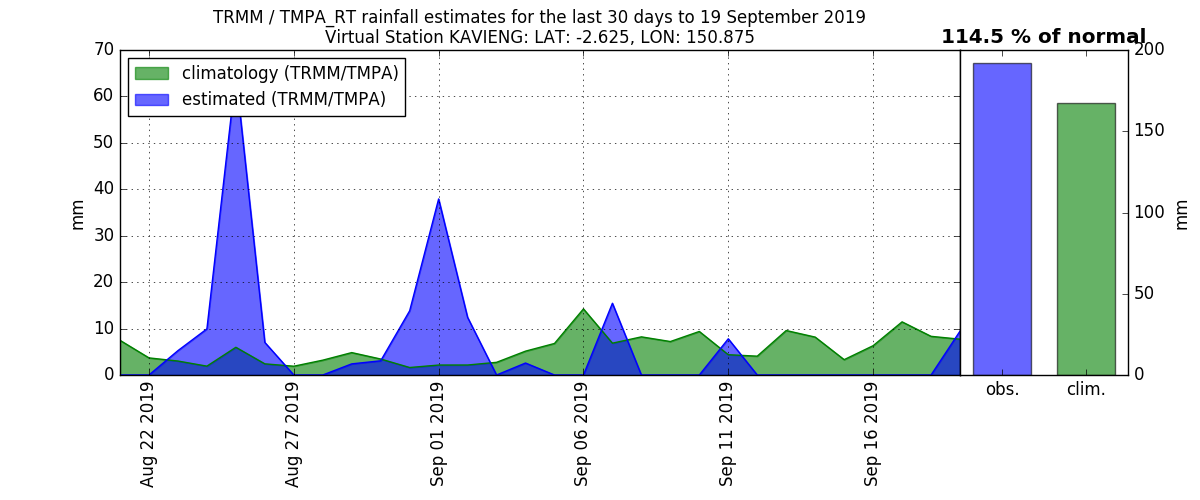 TRMM / TMPA_RT rainfall estimates for the last 30 days to 19 September 2019
Virtual Station KAVIENG: LAT: -2.625, LON: 150.875
114.5 % of normal
climatology (TRMM/TMPA)
estimated (TRMM/TMPA)
70
60
50
40
30
20
10
0
mm
Aug 22 2019
Aug 27 2019
Sep 01 2019
Sep 06 2019
Sep 11 2019
Sep 16 2019
200
150
100
50
0
mm
obs.
clim.